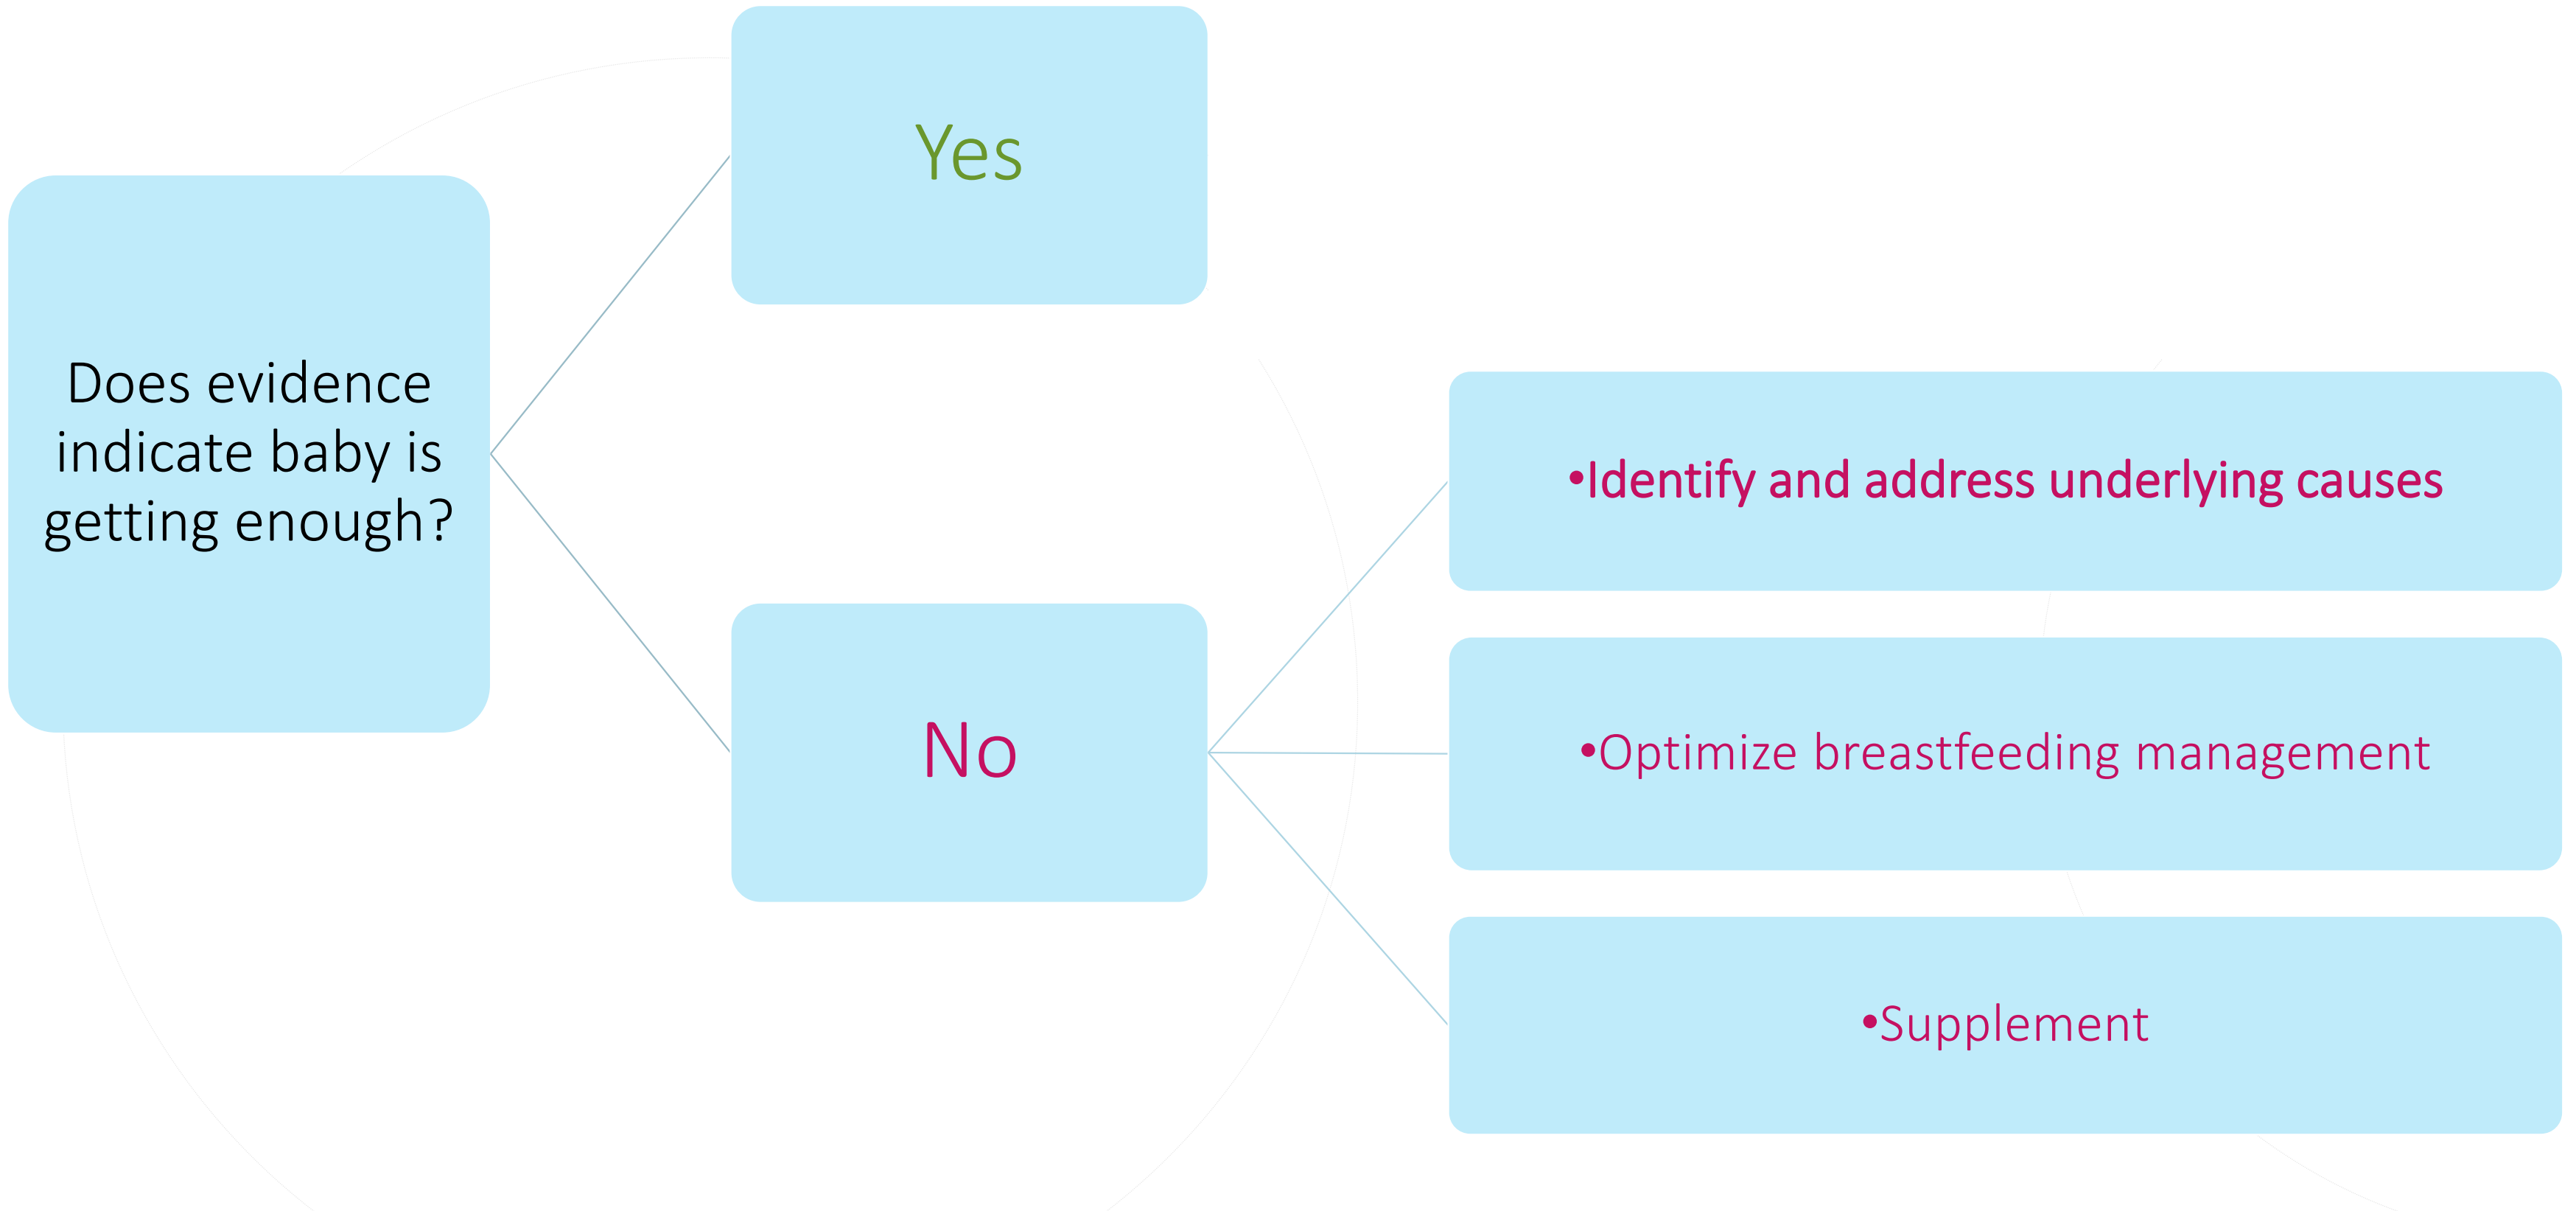 Yes
Does evidence
indicate baby is
getting enough?
No
•Identify and address underlying causes
•Optimize breastfeeding management
•Supplement